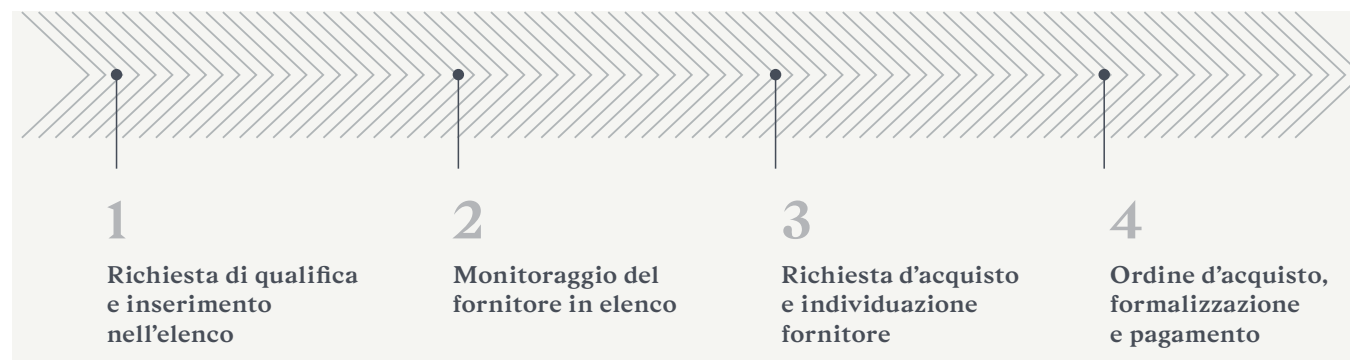 1
Richiesta di qualifica
e inserimento
nell’elenco
2
Monitoraggio del
fornitore in elenco
3
Richiesta d’acquisto
e individuazione
fornitore
4
Ordine d’acquisto,
formalizzazione
e pagamento